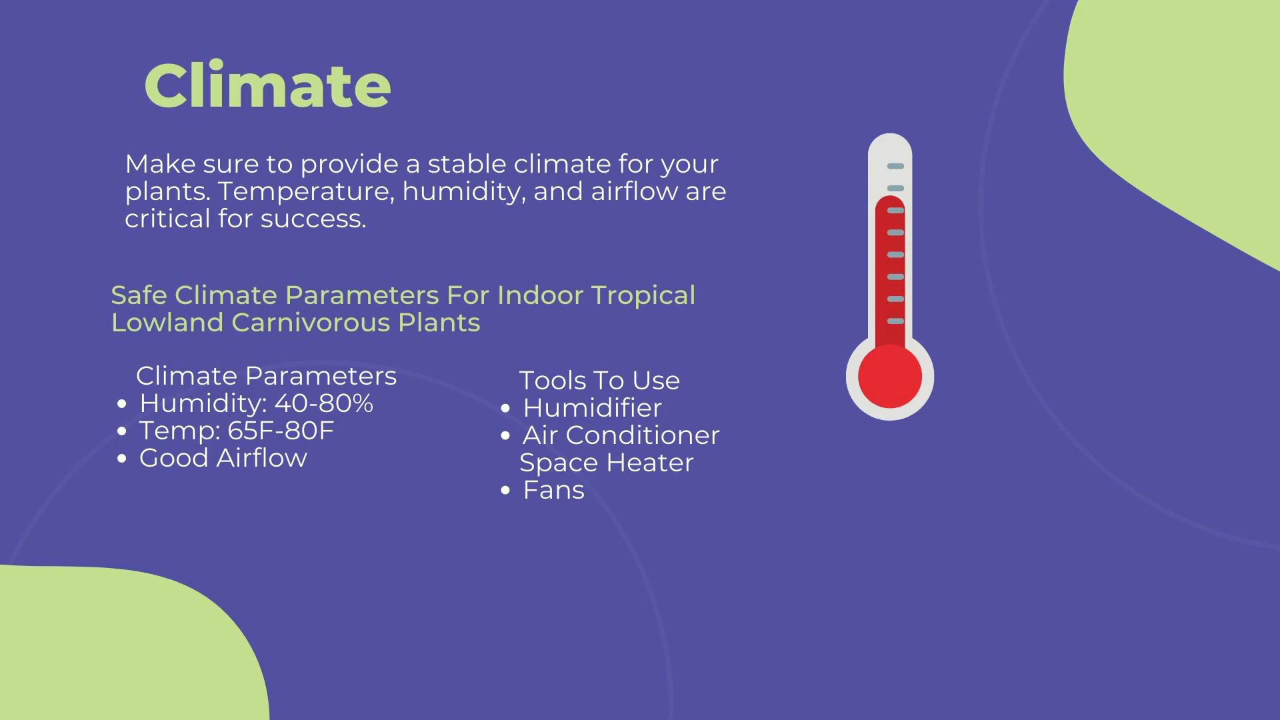 Climate
Make sure to provide a stable climate for your
plants. Temperature, humidity, and airflow are
critical for success.
Safe Climate Parameters For Indoor Tropical
Lowland Carnivorous Plants
Climate Parameters
• Humidity: 40-80%
• Temp: 65F-80F
• Good Airflow
Tools To Use
• Humidifier
• Air Conditioner
Space Heater
• Fans